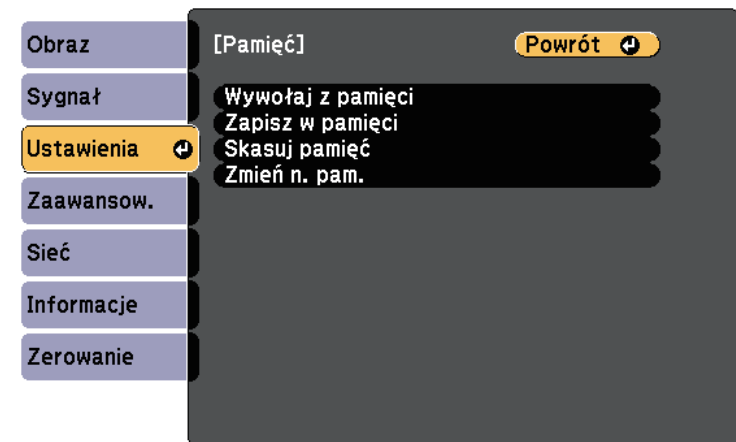 Obraz
Sygnał
Ustawienia
Zaawansow.
Sieć
Informacje
Zerowanie
[Pamięć]
Powrót
Wywołaj z pamięci
Zapisz w pamięci
Skasuj pamięć
Zmień n. pam.